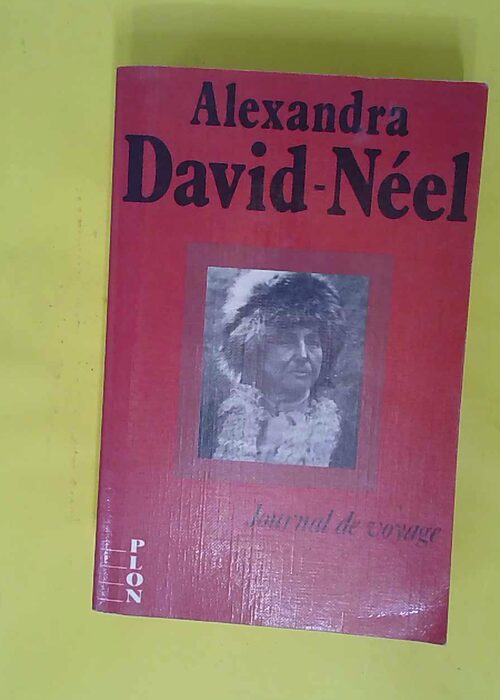 Alexandra
David-Néel
Journal de voyage
PLON